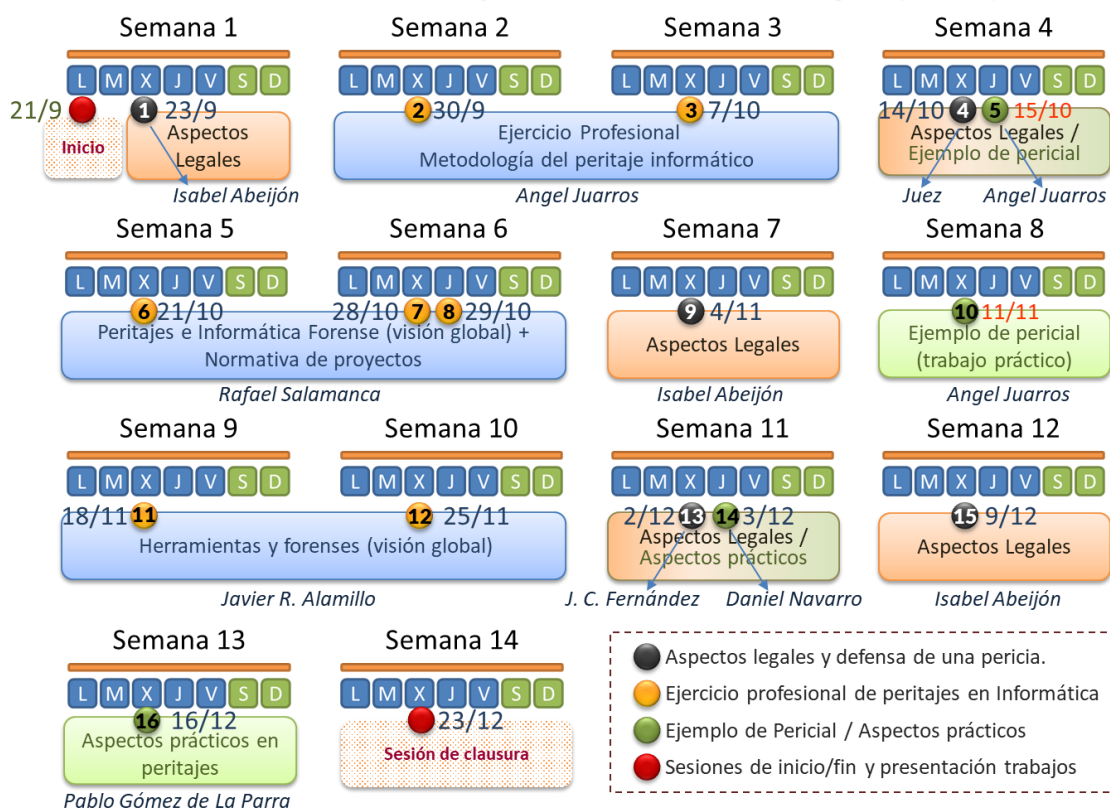 Semana 1
L M X J V S D
21/9
1
23/9
Inicio
Aspectos
Legales
Isabel Abeijón
Semana 2
L M X J V S D
2
30/9
Semana 3
L M X J V S D
3
7/10
Ejercicio Profesional
Metodología del peritaje informático
Angel Juarros
Semana 4
L M X J V S D
14/10
4
5
15/10
Aspectos Legales /
Ejemplo de pericial
Juez
Angel Juarros
Semana 5
L M X J V S D
6
21/10
Semana 6
L M X J V S D
28/10
7
8
29/10
Peritajes e Informática Forense (visión global) +
Normativa de proyectos
Rafael Salamanca
Semana 7
L M X J V S D
9
4/11
Aspectos Legales
Isabel Abeijón
Semana 8
L M X J V S D
10
11/11
Ejemplo de pericial
(trabajo práctico)
Angel Juarros
Semana 9
L M X J V S D
18/11
11
Semana 10
L M X J V S D
12
25/11
Herramientas y forenses (visión global)
Javier R. Alamillo
Semana 11
L M X J V S D
2/12
13
14
3/12
Aspectos Legales /
Aspectos prácticos
J. C. Fernández
Daniel Navarro
Semana 12
L M X J V S D
15
9/12
Aspectos Legales
Isabel Abeijón
Semana 13
L M X J V S D
16
16/12
Aspectos prácticos en
peritajes
Pablo Gómez de La Parra
Semana 14
L M X J V S D
23/12
Sesión de clausura
Aspectos legales y defensa de una pericia.
Ejercicio profesional de peritajes en Informática
Ejemplo de Pericial / Aspectos prácticos
Sesiones de inicio/fin y presentación trabajos